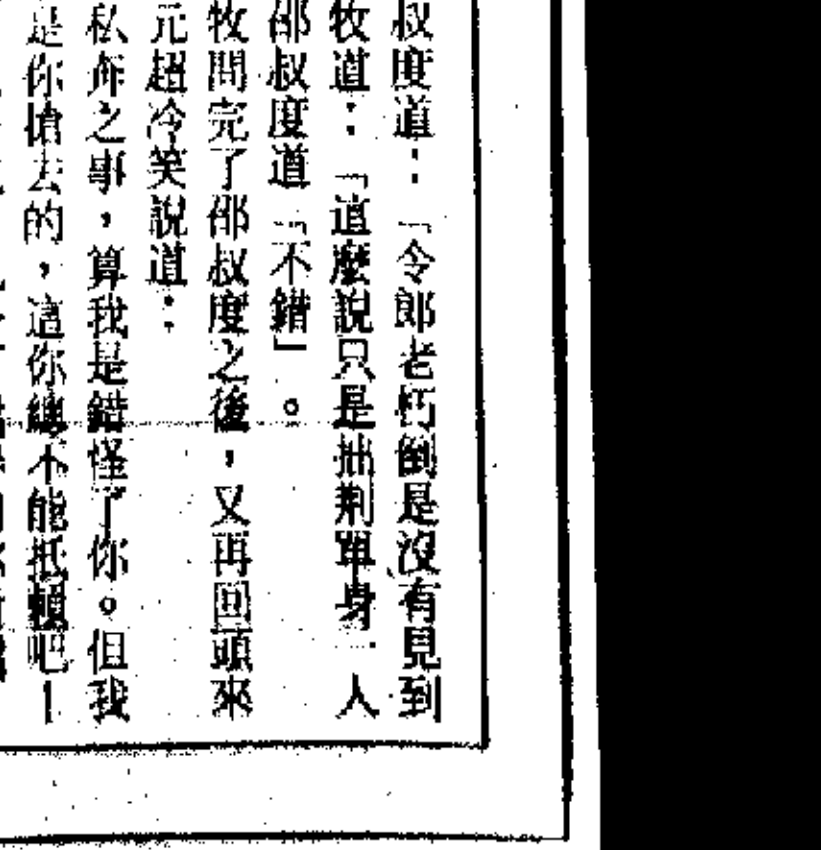 叔度道：「令郎老朽倒是沒有見到
牧道：「這麼說只是拙荆單身一人
邵叔度道「不錯」。
牧問完了邵叔度之後，又再回頭來
元超冷笑說道：
私奔之事，算我是錯怪了你。但我
是你搶去的，這你總不能抵賴吧！